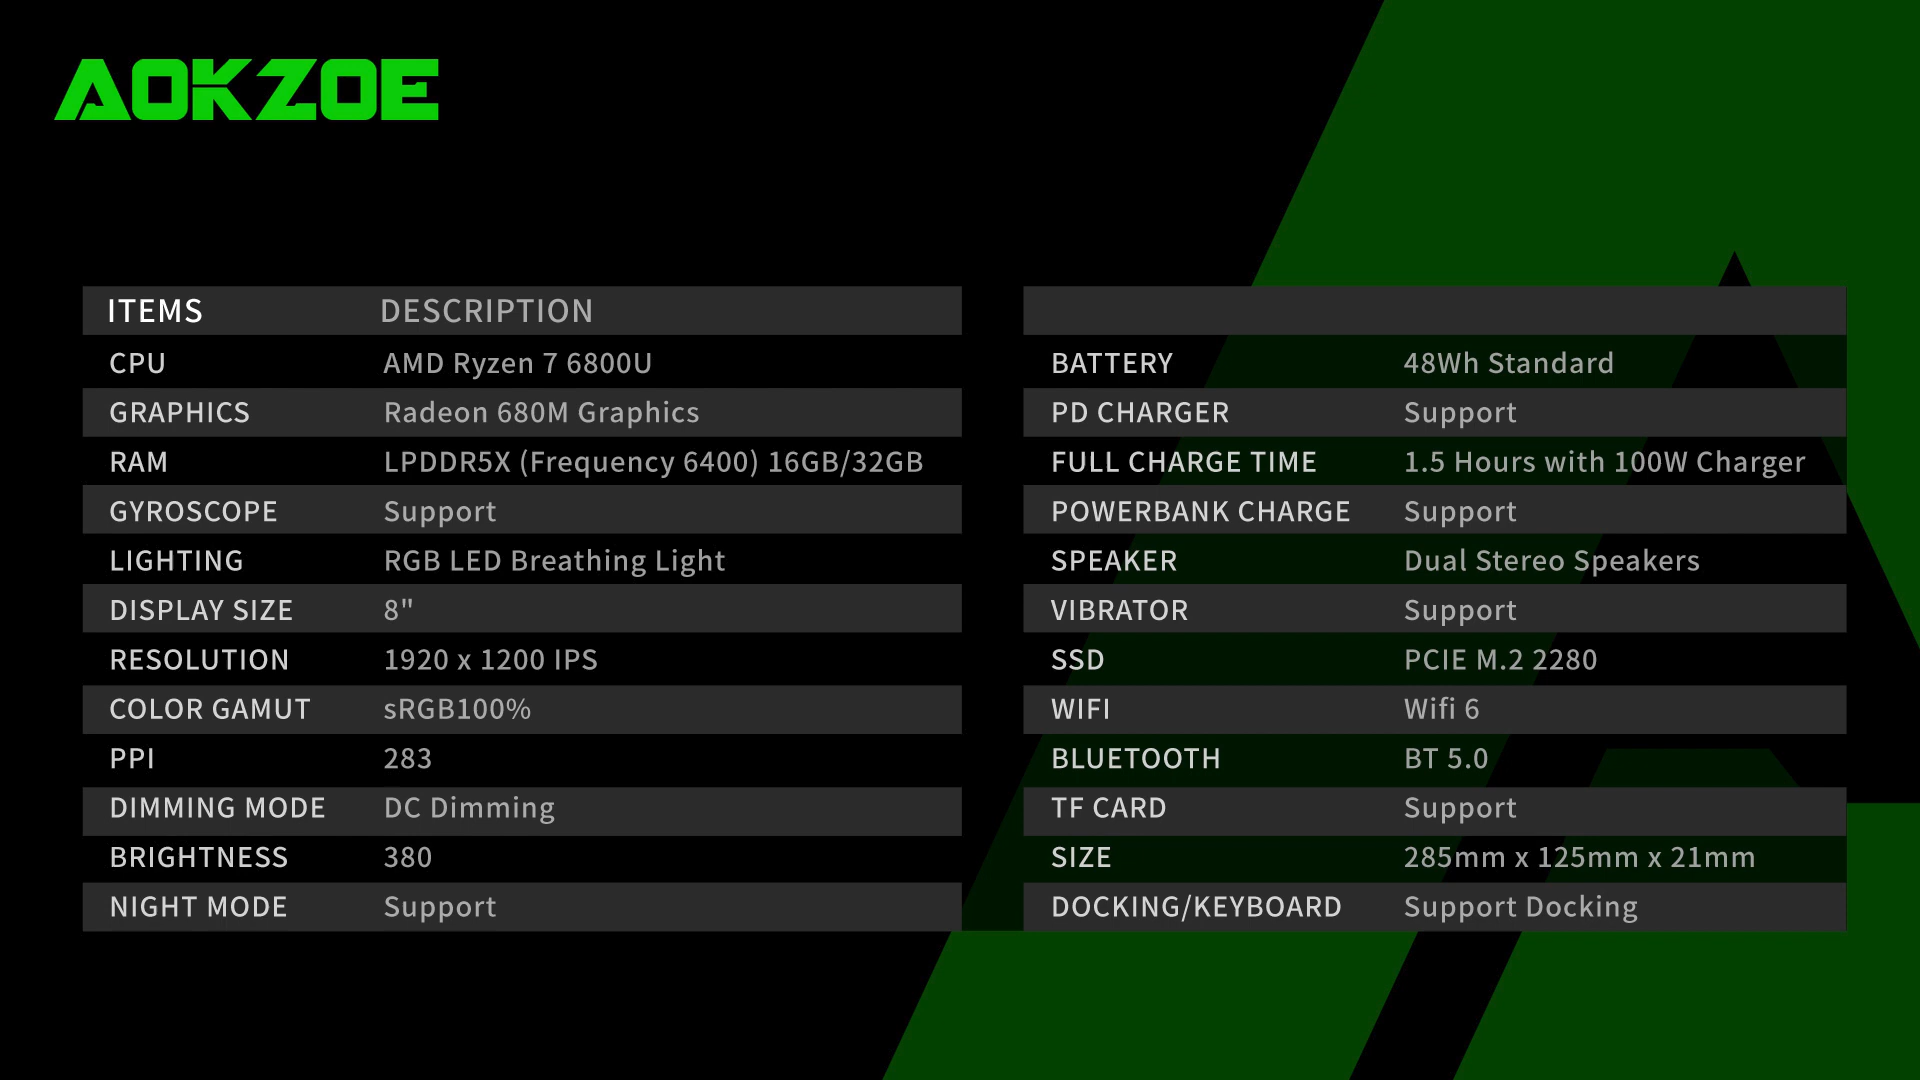 AOKZOE
ITEMS DESCRIPTION
CPU AMD Ryzen 7 6800U
GRAPHICS Radeon 680M Graphics
RAM LPDDR5X (Frequency 6400) 16GB/32GB
GYROSCOPE Support
LIGHTING RGB LED Breathing Light
DISPLAY SIZE 8"
RESOLUTION 1920 x 1200 IPS
COLOR GAMUT sRGB100%
PPI 283
DIMMING MODE DC Dimming
BRIGHTNESS 380
NIGHT MODE Support
BATTERY 48Wh Standard
PD CHARGER Support
FULL CHARGE TIME 1.5 Hours with 100W Charger
POWERBANK CHARGE Support
SPEAKER Dual Stereo Speakers
VIBRATOR Support
SSD PCIE M.2 2280
WIFI Wifi 6
BLUETOOTH BT 5.0
TF CARD Support
SIZE 285mm x 125mm x 21mm
DOCKING/KEYBOARD Support Docking